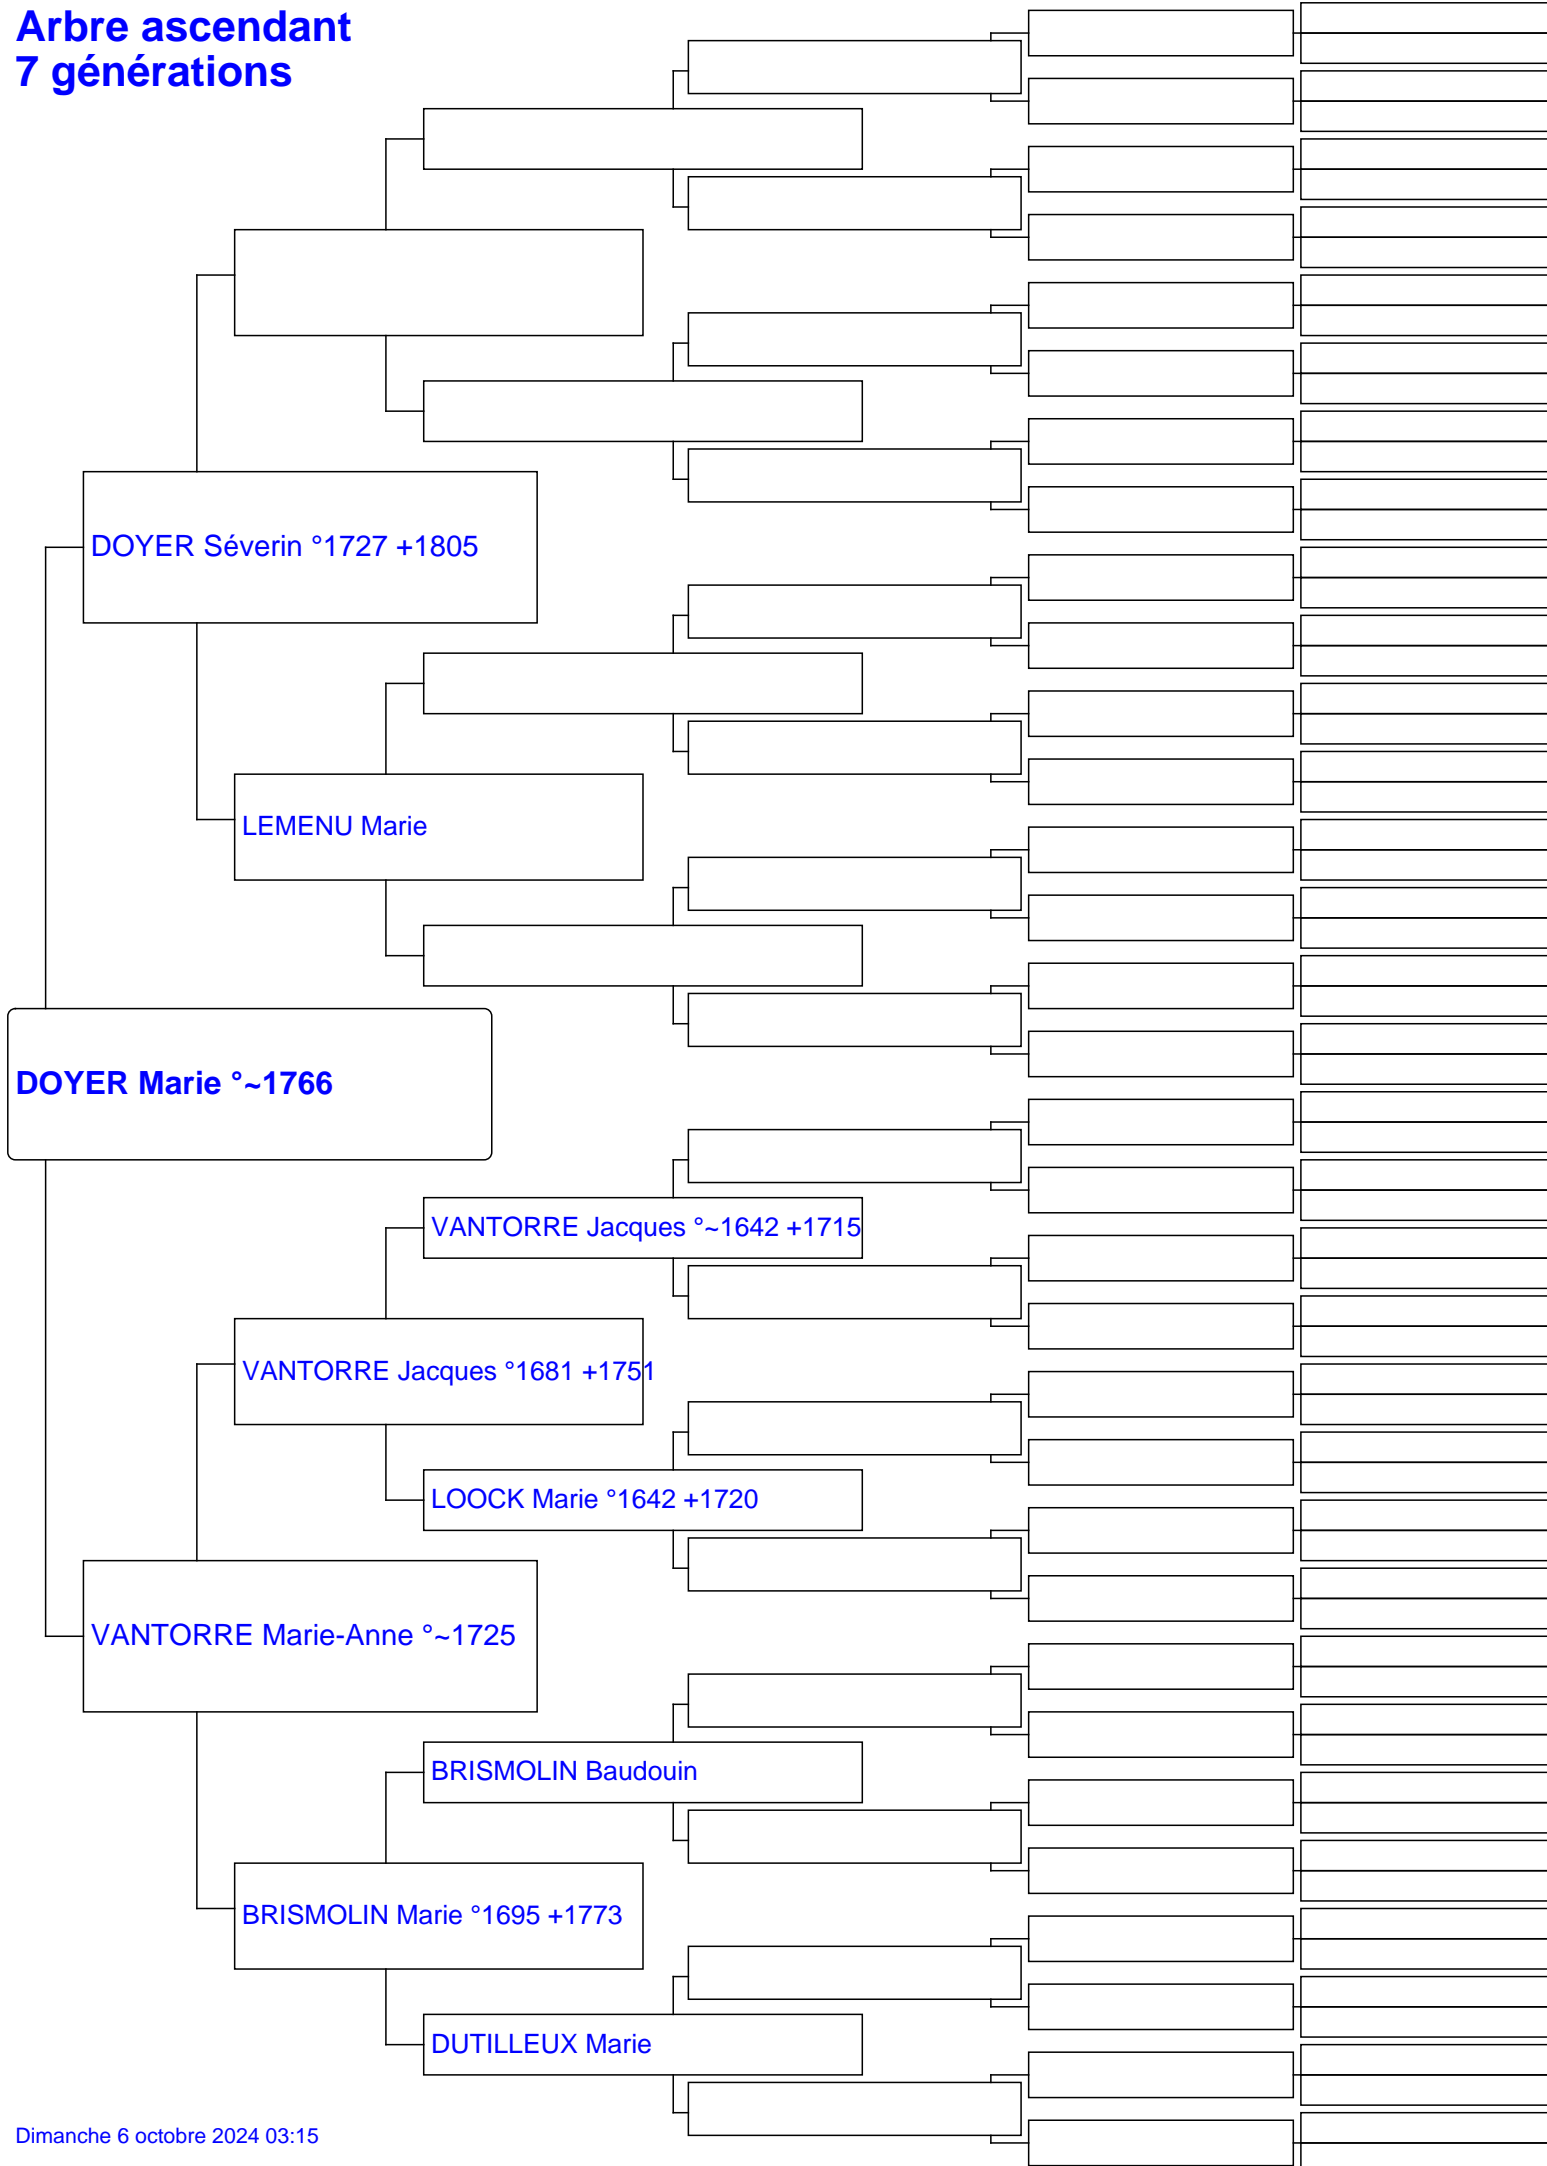 Arbre ascendant
7 générations
DOYER Séverin °1727 +1805
LEMENU Marie
DOYER Marie °~1766
VANTORRE Jacques °~1642 +1715
VANTORRE Jacques °1681 +1751
LOOCK Marie °1642 +1720
VANTORRE Marie-Anne °~1725
BRISMOLIN Baudouin
BRISMOLIN Marie °1695 +1773
DUTILLEUX Marie
Dimanche 6 octobre 2024 03:15